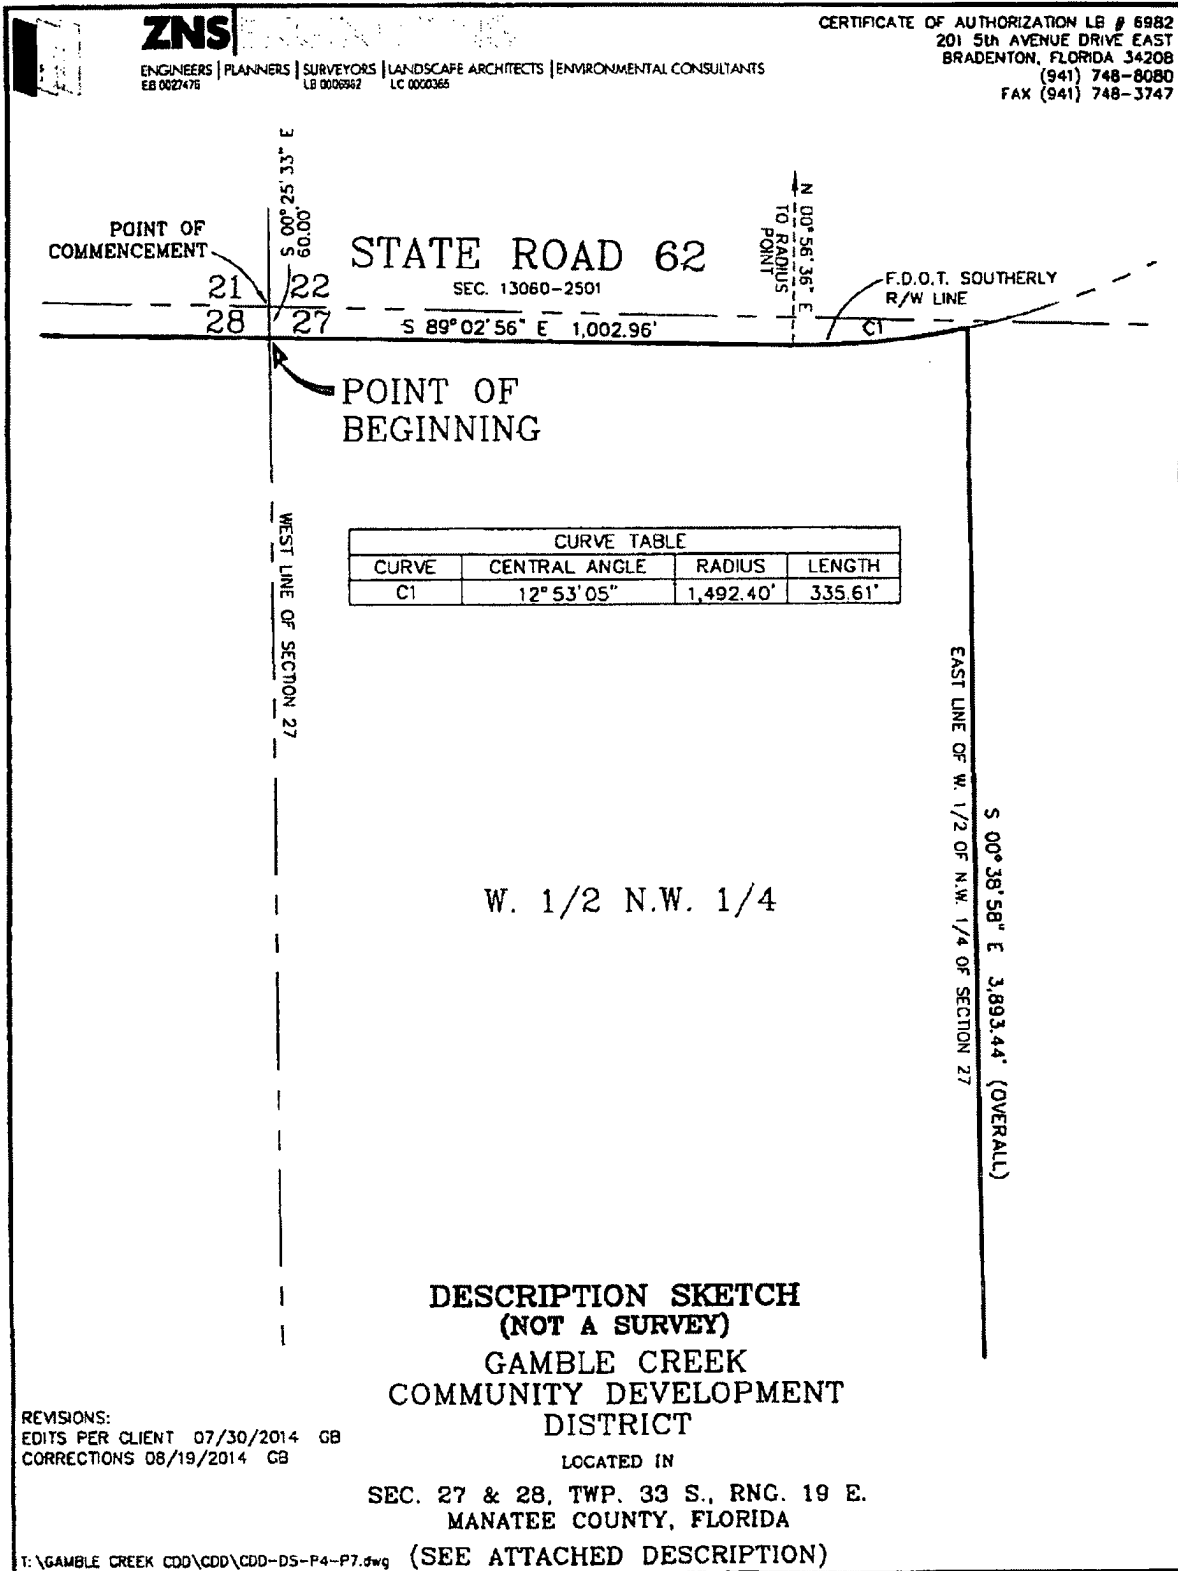 ZNS
ENGINEERS | PLANNERS | SURVEYORS | LANDSCAPE ARCHITECTS | ENVIRONMENTAL CONSULTANTS
EB 0027476 LB 0006982 LC 0000365
CERTIFICATE OF AUTHORIZATION LB # 6982
201 5th AVENUE DRIVE EAST
BRADENTON, FLORIDA 34208
(941) 748-8080
FAX (941) 748-3747
POINT OF
COMMENCEMENT
S 00°25'33" E
60.00'
STATE ROAD 62
SEC. 13060-2501
N 00°56'36" E
TO RADIUS
POINT
F.D.O.T. SOUTHERLY
R/W LINE
21 22
28 27
S 89°02'56" E 1,002.96'
C1
POINT OF
BEGINNING
WEST LINE OF SECTION 27
CURVE TABLE
CURVE CENTRAL ANGLE RADIUS LENGTH
C1 12°53'05" 1,492.40' 335.61'
EAST LINE OF W. 1/2 OF N.W. 1/4 OF SECTION 27
S 00°38'58" E 3,893.44' (OVERALL)
W. 1/2 N.W. 1/4
DESCRIPTION SKETCH
(NOT A SURVEY)
GAMBLE CREEK
COMMUNITY DEVELOPMENT
DISTRICT
LOCATED IN
SEC. 27 & 28, TWP. 33 S., RNG. 19 E.
MANATEE COUNTY, FLORIDA
(SEE ATTACHED DESCRIPTION)
REVISIONS:
EDITS PER CLIENT 07/30/2014 GB
CORRECTIONS 08/19/2014 GB
T:\GAMBLE CREEK CDD\CDD\CDD-DS-P4-P7.dwg